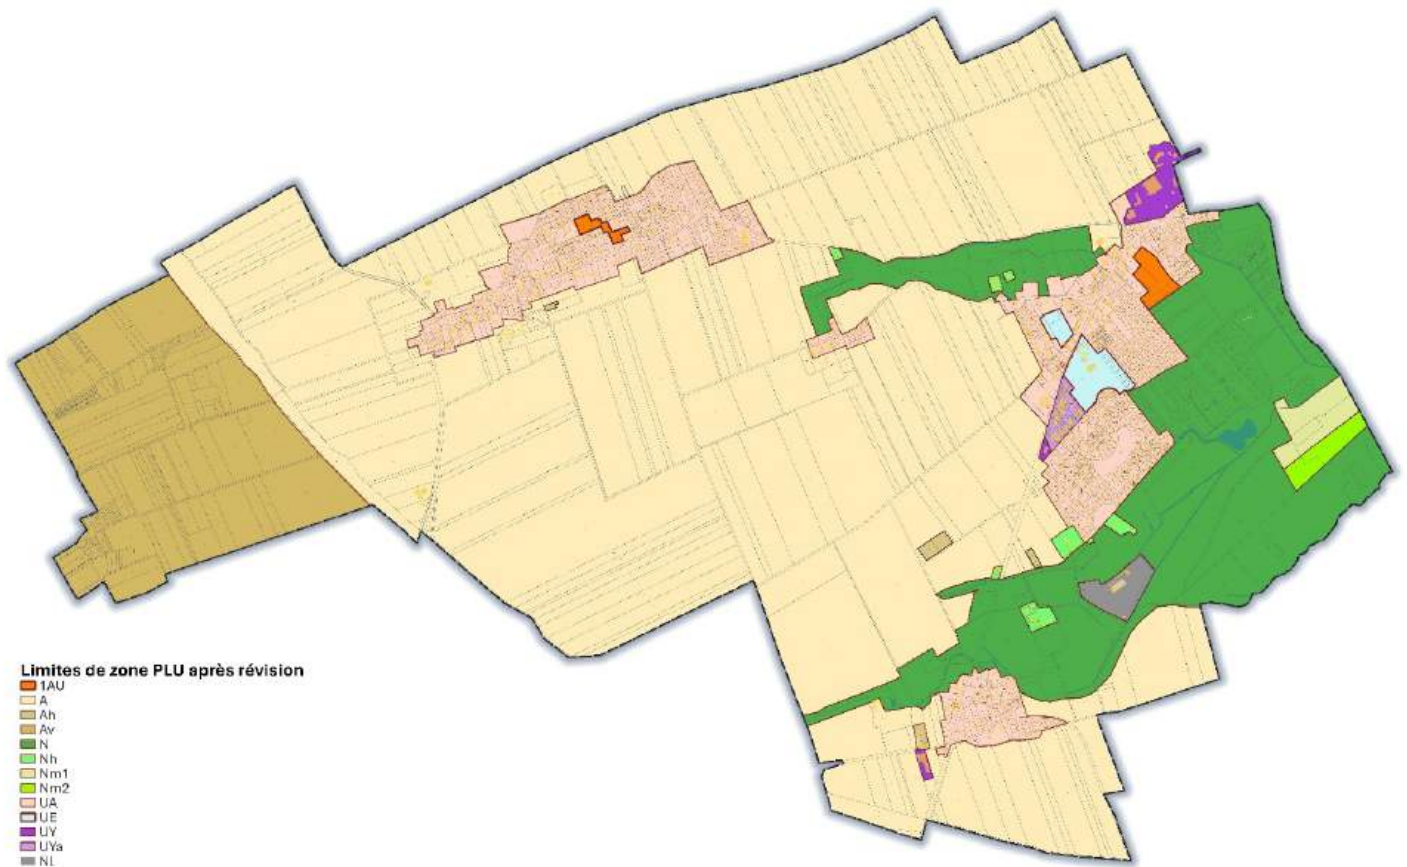 Limites de zone PLU après révision
1AU
A
Ah
Av
N
Nh
Nm1
Nm2
UA
UE
UY
UYa
NL